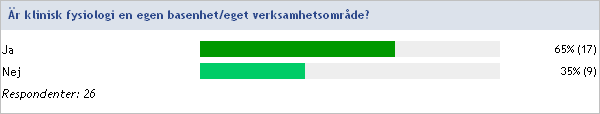 Är klinisk fysiologi en egen basenhet/eget verksamhetsområde?
Ja 65% (17)
Nej 35% (9)
Respondenter: 26